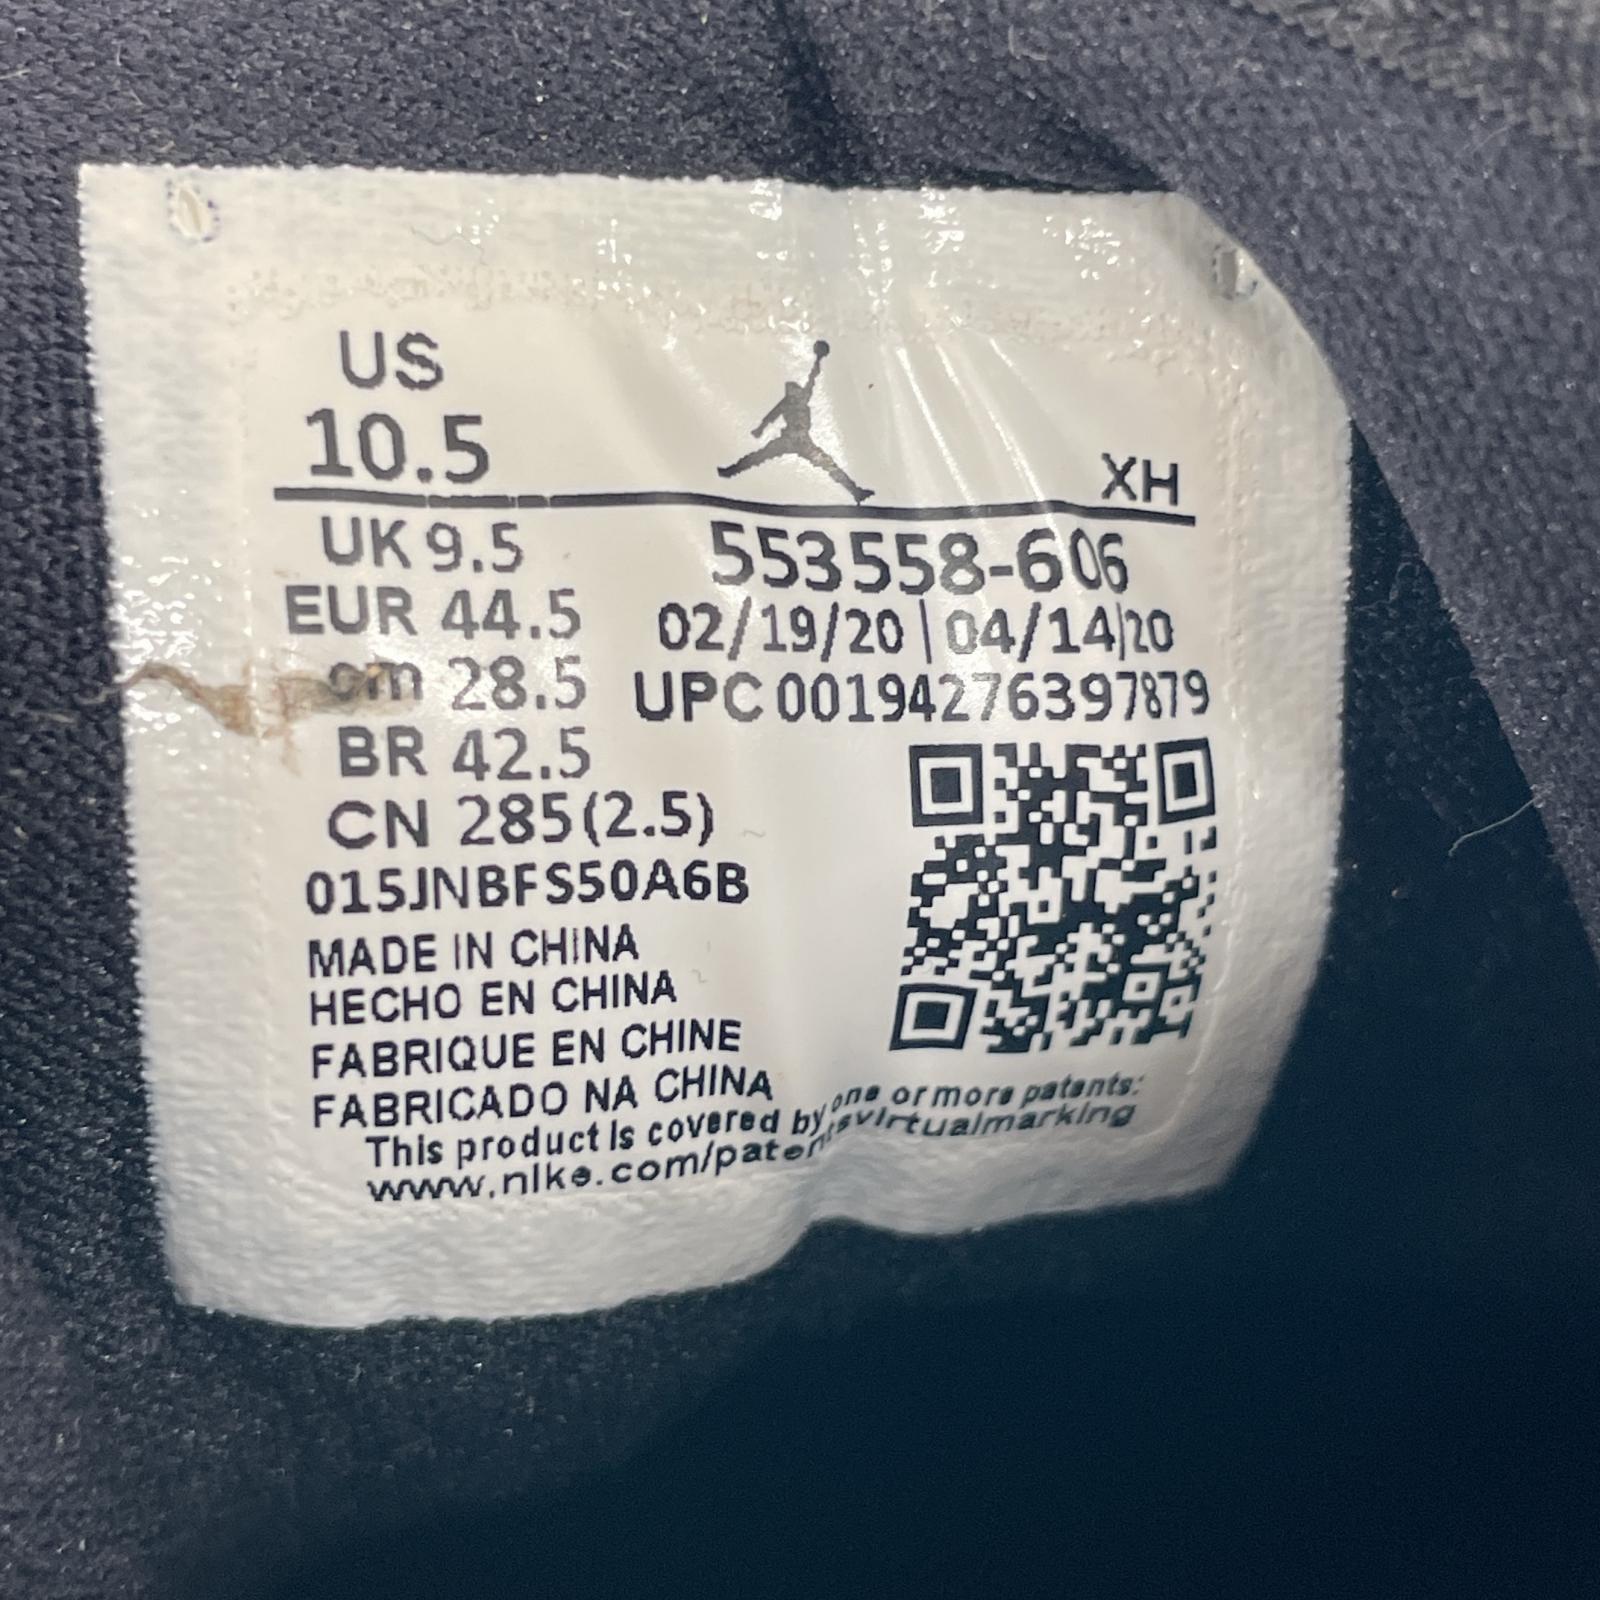 US
10.5
XH
UK 9.5
553558-606
EUR 44.5
02/19/20 | 04/14/20
cm 28.5
UPC 00194276397879
BR 42.5
CN 285(2.5)
015JNBFS50A6B
MADE IN CHINA
HECHO EN CHINA
FABRIQUE EN CHINE
FABRICADO NA CHINA
This product is covered by one or more patents:
www.nike.com/patentsvirtualmarking